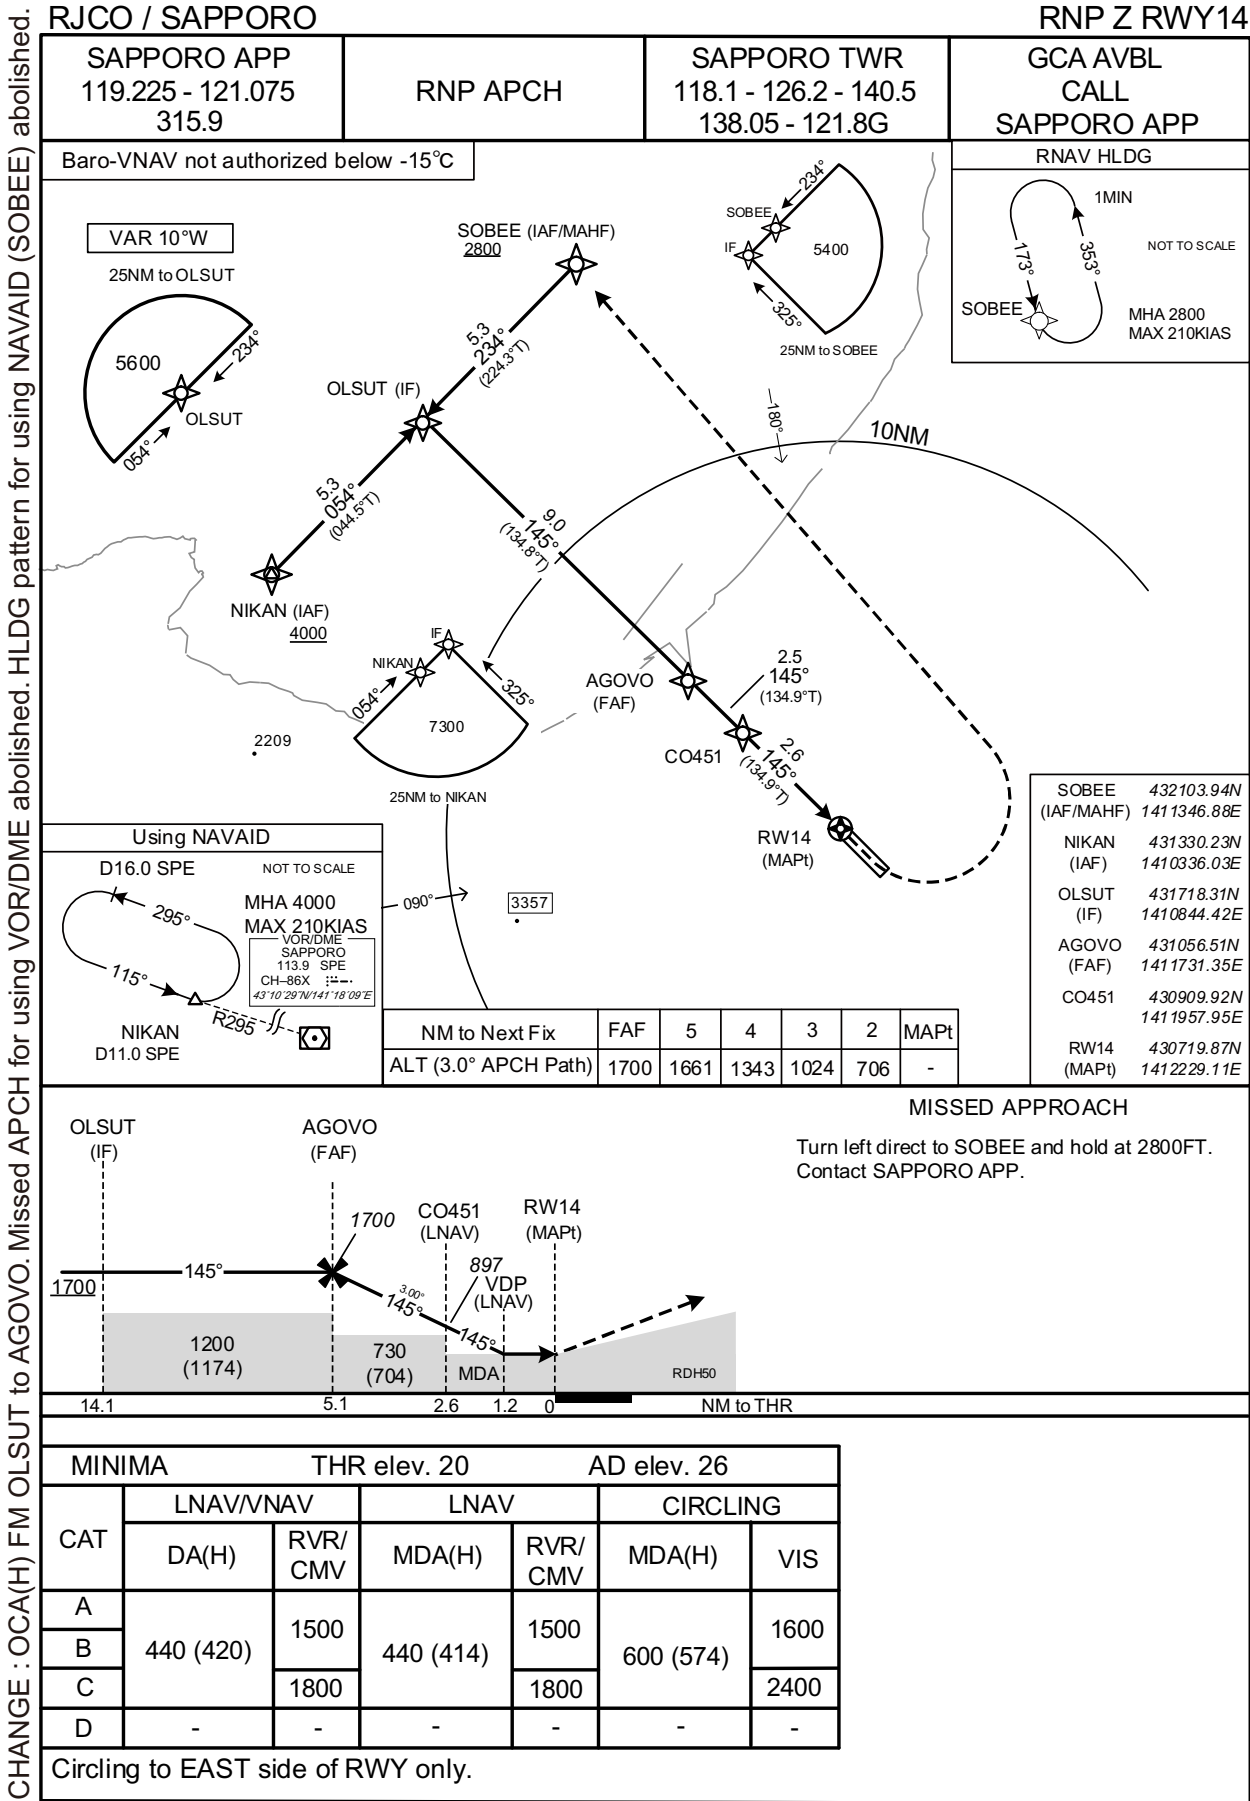 RJCO / SAPPORO
RNP Z RWY14
SAPPORO APP
119.225 - 121.075
315.9
RNP APCH
SAPPORO TWR
118.1 - 126.2 - 140.5
138.05 - 121.8G
GCA AVBL
CALL
SAPPORO APP
Baro-VNAV not authorized below -15°C
VAR 10°W
25NM to OLSUT
5600
234°
OLSUT
054°
SOBEE (IAF/MAHF)
2800
5.3
234°
(224.3°T)
OLSUT (IF)
5.3
054°
(044.5°T)
NIKAN (IAF)
4000
234°
SOBEE
IF
5400
325°
25NM to SOBEE
RNAV HLDG
1MIN
173°
353°
NOT TO SCALE
SOBEE
MHA 2800
MAX 210KIAS
180°
10NM
9.0
145°
(134.8°T)
IF
NIKAN
054°
325°
7300
25NM to NIKAN
2209
AGOVO
(FAF)
2.5
145°
(134.9°T)
CO451
2.6
145°
(134.9°T)
RW14
(MAPt)
SOBEE 432103.94N
(IAF/MAHF) 1411346.88E
NIKAN 431330.23N
(IAF) 1410336.03E
OLSUT 431718.31N
(IF) 1410844.42E
AGOVO 431056.51N
(FAF) 1411731.35E
CO451 430909.92N
1411957.95E
RW14 430719.87N
(MAPt) 1412229.11E
Using NAVAID
D16.0 SPE
NOT TO SCALE
295°
MHA 4000
MAX 210KIAS
VOR/DME
SAPPORO
113.9 SPE
CH–86X
43°10'29"N/141°18'09"E
115°
NIKAN
D11.0 SPE
R295
090°
3357
NM to Next Fix FAF 5 4 3 2 MAPt
ALT (3.0° APCH Path) 1700 1661 1343 1024 706 -
OLSUT
(IF)
AGOVO
(FAF)
1700
CO451
(LNAV)
RW14
(MAPt)
897
VDP
(LNAV)
1700
145°
3.00°
145°
145°
1200
(1174)
730
(704)
MDA
RDH50
14.1 5.1 2.6 1.2 0 NM to THR
MISSED APPROACH
Turn left direct to SOBEE and hold at 2800FT.
Contact SAPPORO APP.
MINIMA THR elev. 20 AD elev. 26
CAT LNAV/VNAV LNAV CIRCLING
DA(H) RVR/CMV MDA(H) RVR/CMV MDA(H) VIS
A
B
440 (420) 1500 440 (414) 1500 600 (574) 1600
C 1800 1800 2400
D - - - - - -
Circling to EAST side of RWY only.
CHANGE : OCA(H) FM OLSUT to AGOVO. Missed APCH for using VOR/DME abolished. HLDG pattern for using NAVAID (SOBEE) abolished.